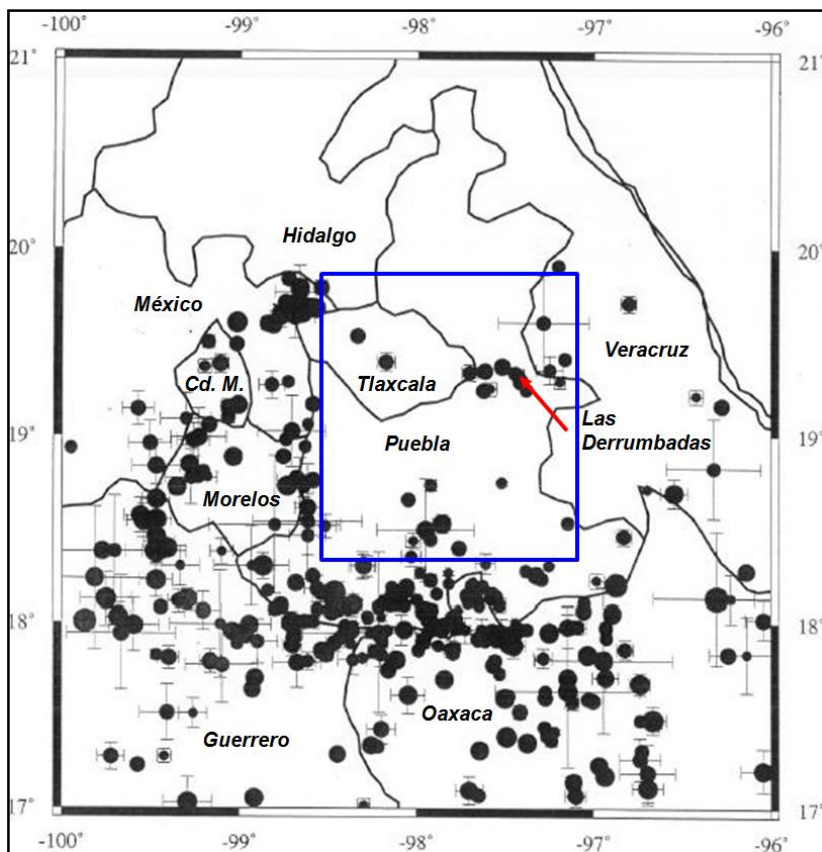 -100 -99 -98 -97 -96
21° 21°
20° 20°
Hidalgo
México
Veracruz
Cd. M.
Tlaxcala
Las
Derrumbadas
19° 19°
Puebla
Morelos
18° 18°
Oaxaca
Guerrero
17° 17°
-100 -99 -98 -97 -96